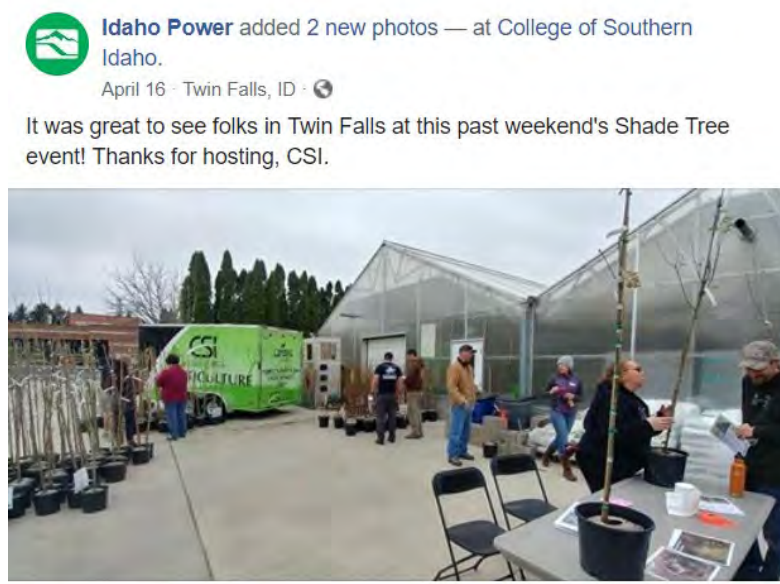 Idaho Power added 2 new photos — at College of Southern
Idaho.
April 16 · Twin Falls, ID ·
It was great to see folks in Twin Falls at this past weekend's Shade Tree
event! Thanks for hosting, CSI.
CSI